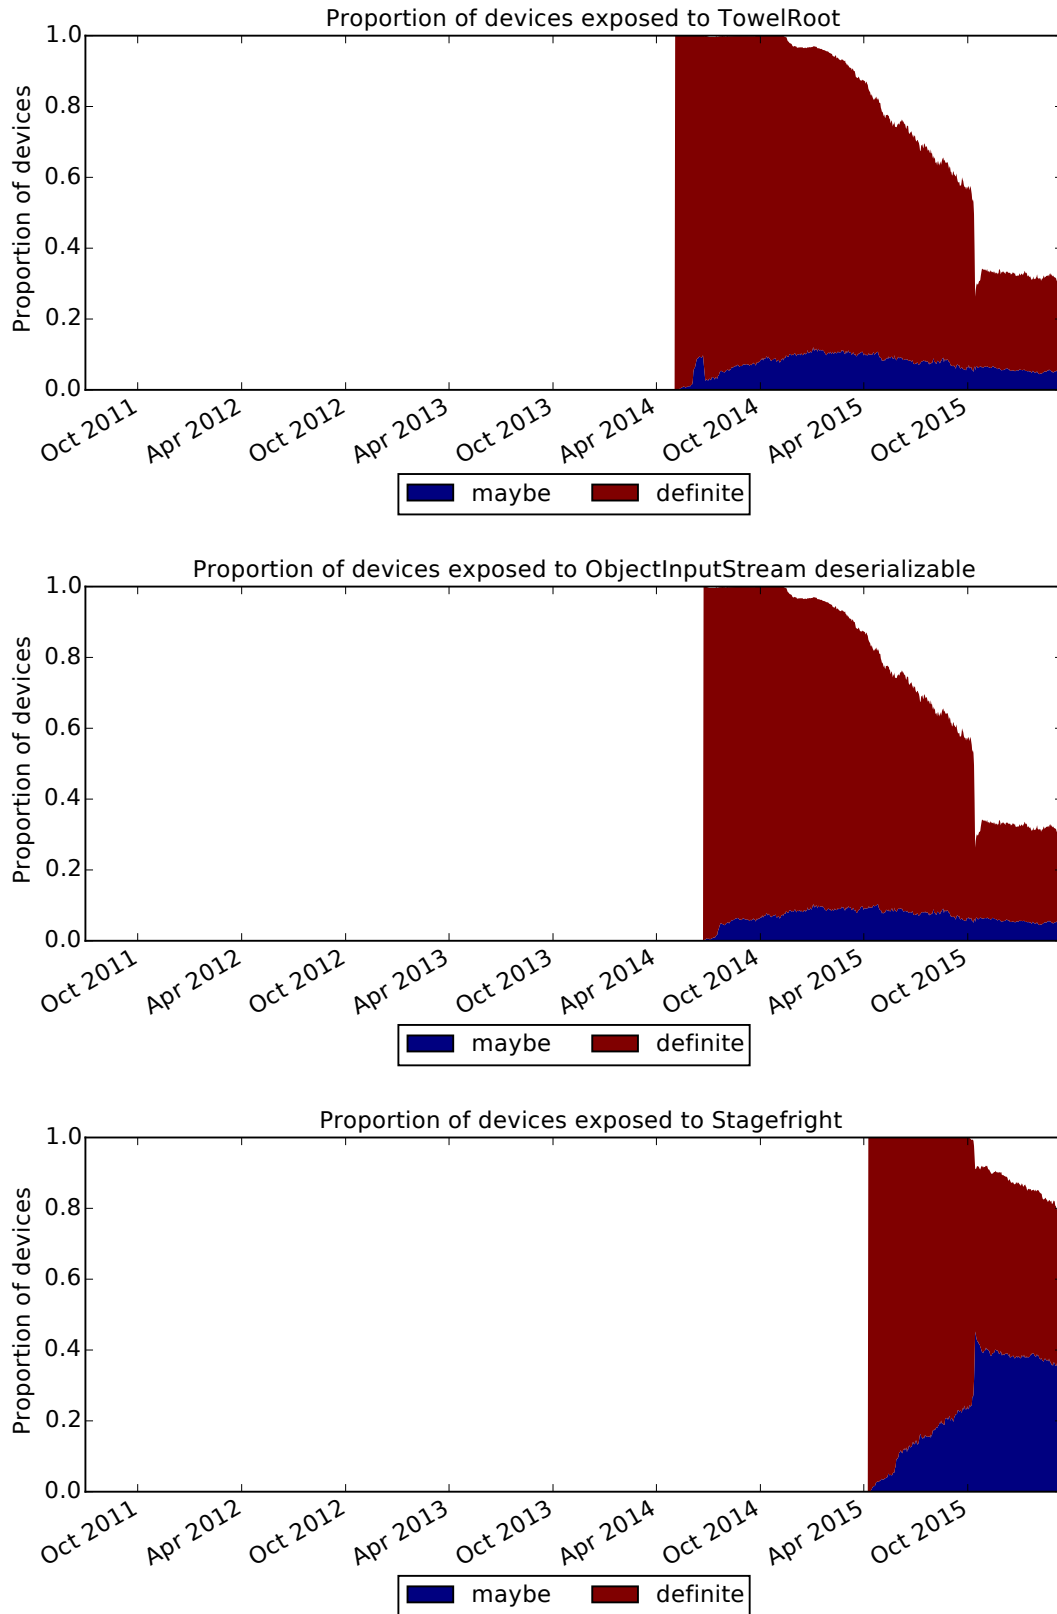 Proportion of devices exposed to TowelRoot
Proportion of devices
1.0
0.8
0.6
0.4
0.2
0.0
Oct 2011
Apr 2012
Oct 2012
Apr 2013
Oct 2013
Apr 2014
Oct 2014
Apr 2015
Oct 2015
maybe definite
Proportion of devices exposed to ObjectInputStream deserializable
Proportion of devices
1.0
0.8
0.6
0.4
0.2
0.0
Oct 2011
Apr 2012
Oct 2012
Apr 2013
Oct 2013
Apr 2014
Oct 2014
Apr 2015
Oct 2015
maybe definite
Proportion of devices exposed to Stagefright
Proportion of devices
1.0
0.8
0.6
0.4
0.2
0.0
Oct 2011
Apr 2012
Oct 2012
Apr 2013
Oct 2013
Apr 2014
Oct 2014
Apr 2015
Oct 2015
maybe definite